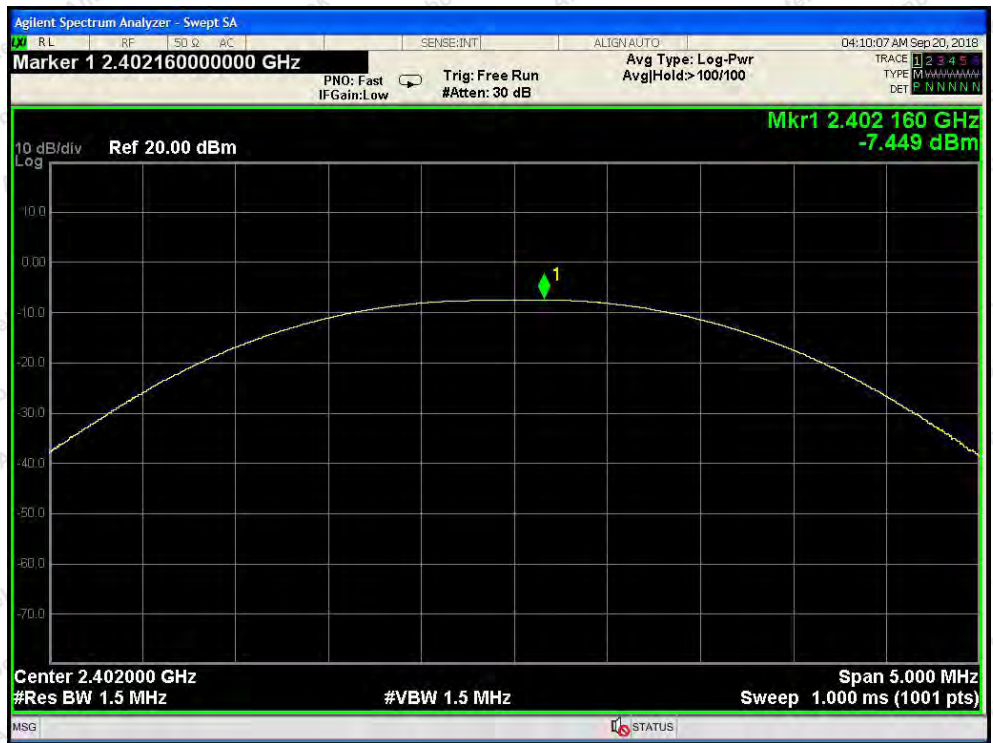 Agilent Spectrum Analyzer - Swept SA
LXI RL RF 50 Ω AC SENSE:INT ALIGN AUTO 04:10:07 AM Sep 20, 2018
Marker 1 2.402160000000 GHz
PNO: Fast
IFGain:Low
Trig: Free Run
#Atten: 30 dB
Avg Type: Log-Pwr
Avg|Hold:> 100/100
TRACE 1 2 3 4 5 6
TYPE M
DET P N N N N N
Mkr1 2.402 160 GHz
-7.449 dBm
10 dB/div Ref 20.00 dBm
Log
10.0
0.00
1
-10.0
-20.0
-30.0
-40.0
-50.0
-60.0
-70.0
Center 2.402000 GHz Span 5.000 MHz
#Res BW 1.5 MHz #VBW 1.5 MHz Sweep 1.000 ms (1001 pts)
MSG STATUS